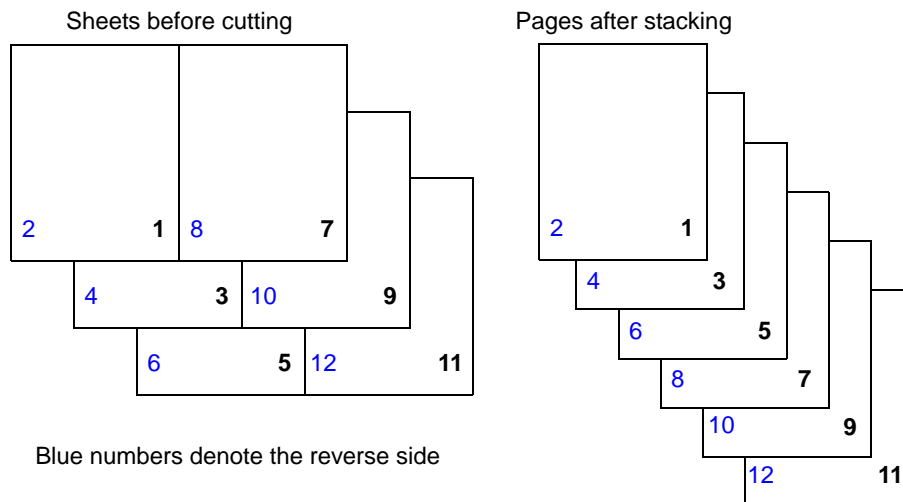 Sheets before cutting
2 1 8 7
4 3 10 9
6 5 12 11
Blue numbers denote the reverse side
Pages after stacking
2 1
4 3
6 5
8 7
10 9
12 11